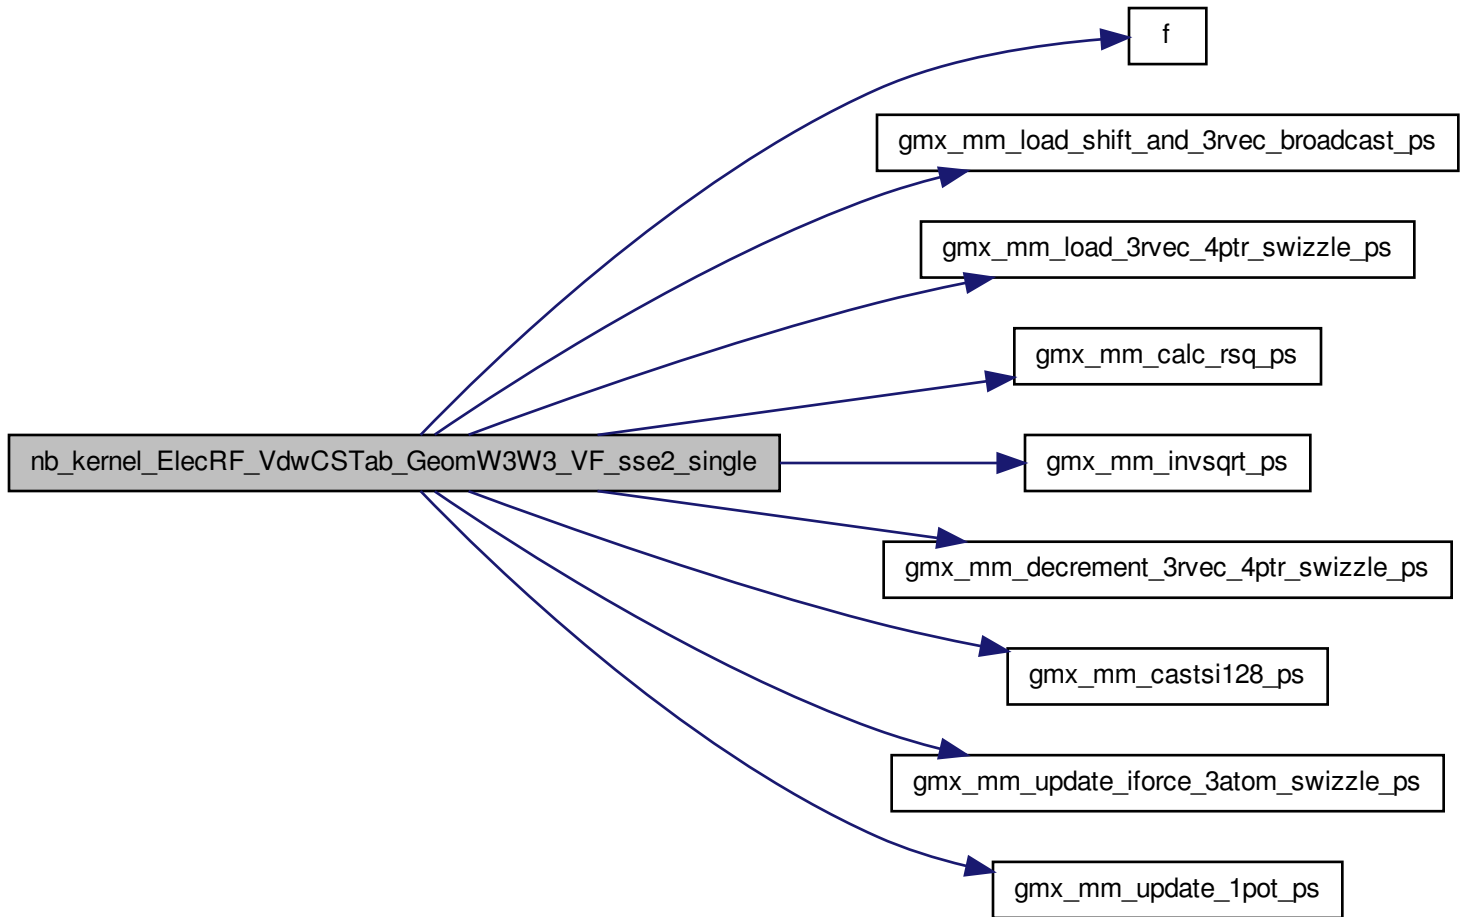 f
gmx_mm_load_shift_and_3rvec_broadcast_ps
gmx_mm_load_3rvec_4ptr_swizzle_ps
gmx_mm_calc_rsq_ps
nb_kernel_ElecRF_VdwCSTab_GeomW3W3_VF_sse2_single
gmx_mm_invsqrt_ps
gmx_mm_decrement_3rvec_4ptr_swizzle_ps
gmx_mm_castsi128_ps
gmx_mm_update_iforce_3atom_swizzle_ps
gmx_mm_update_1pot_ps